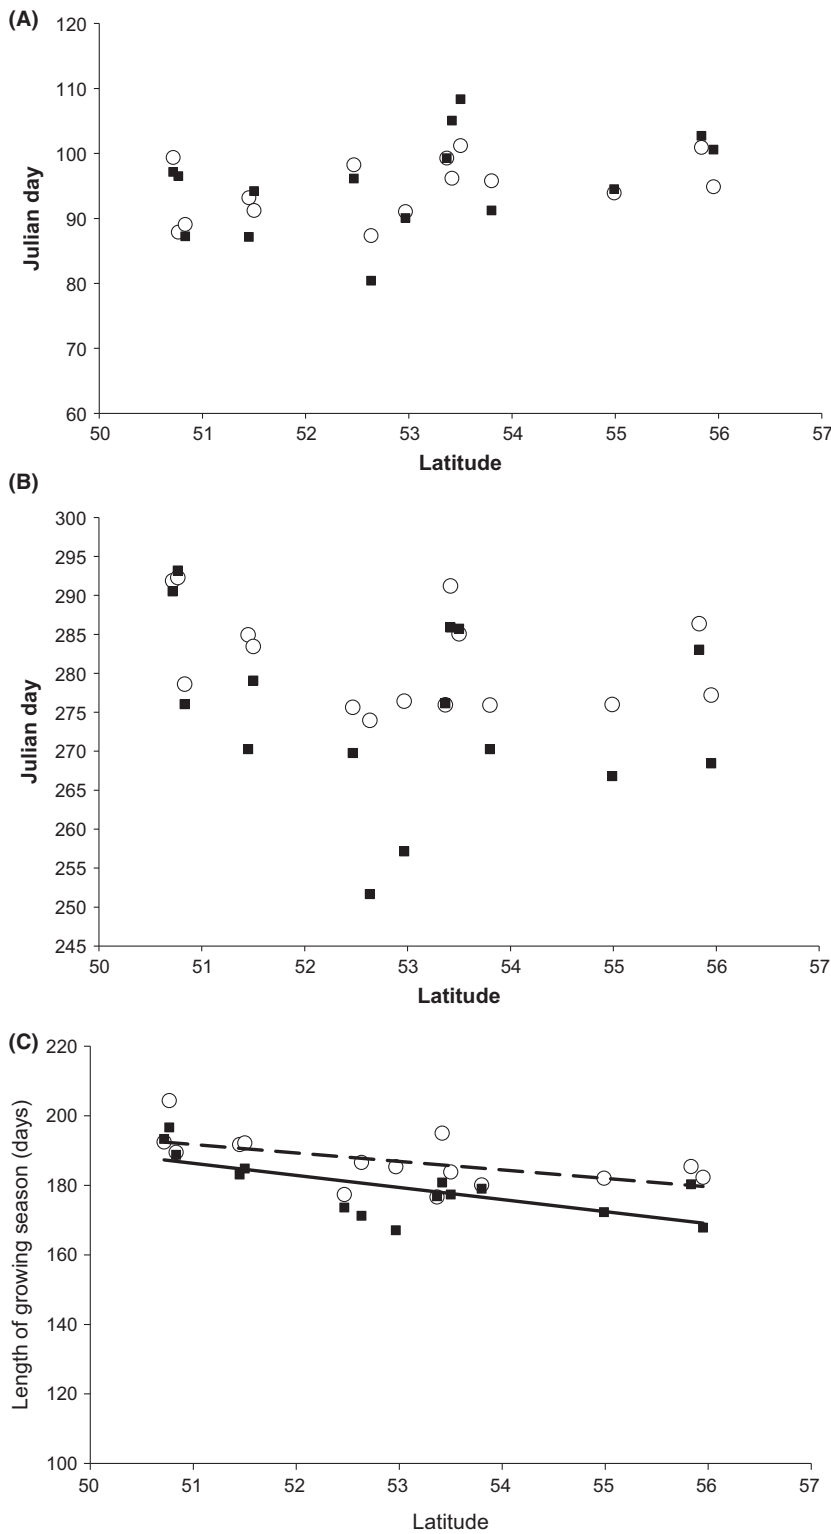 (A)
120
110
100
90
80
70
60
Julian day
50 51 52 53 54 55 56 57
Latitude
(B)
300
295
290
285
280
275
270
265
260
255
250
245
Julian day
50 51 52 53 54 55 56 57
Latitude
(C)
220
200
180
160
140
120
100
Length of growing season (days)
50 51 52 53 54 55 56 57
Latitude